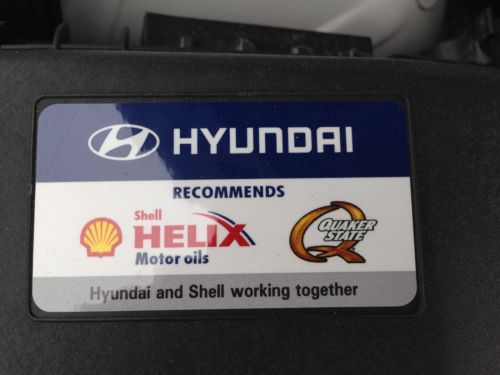 HYUNDAI
RECOMMENDS
Shell
HELIX
Motor oils
QUAKER
STATE
Hyundai and Shell working together